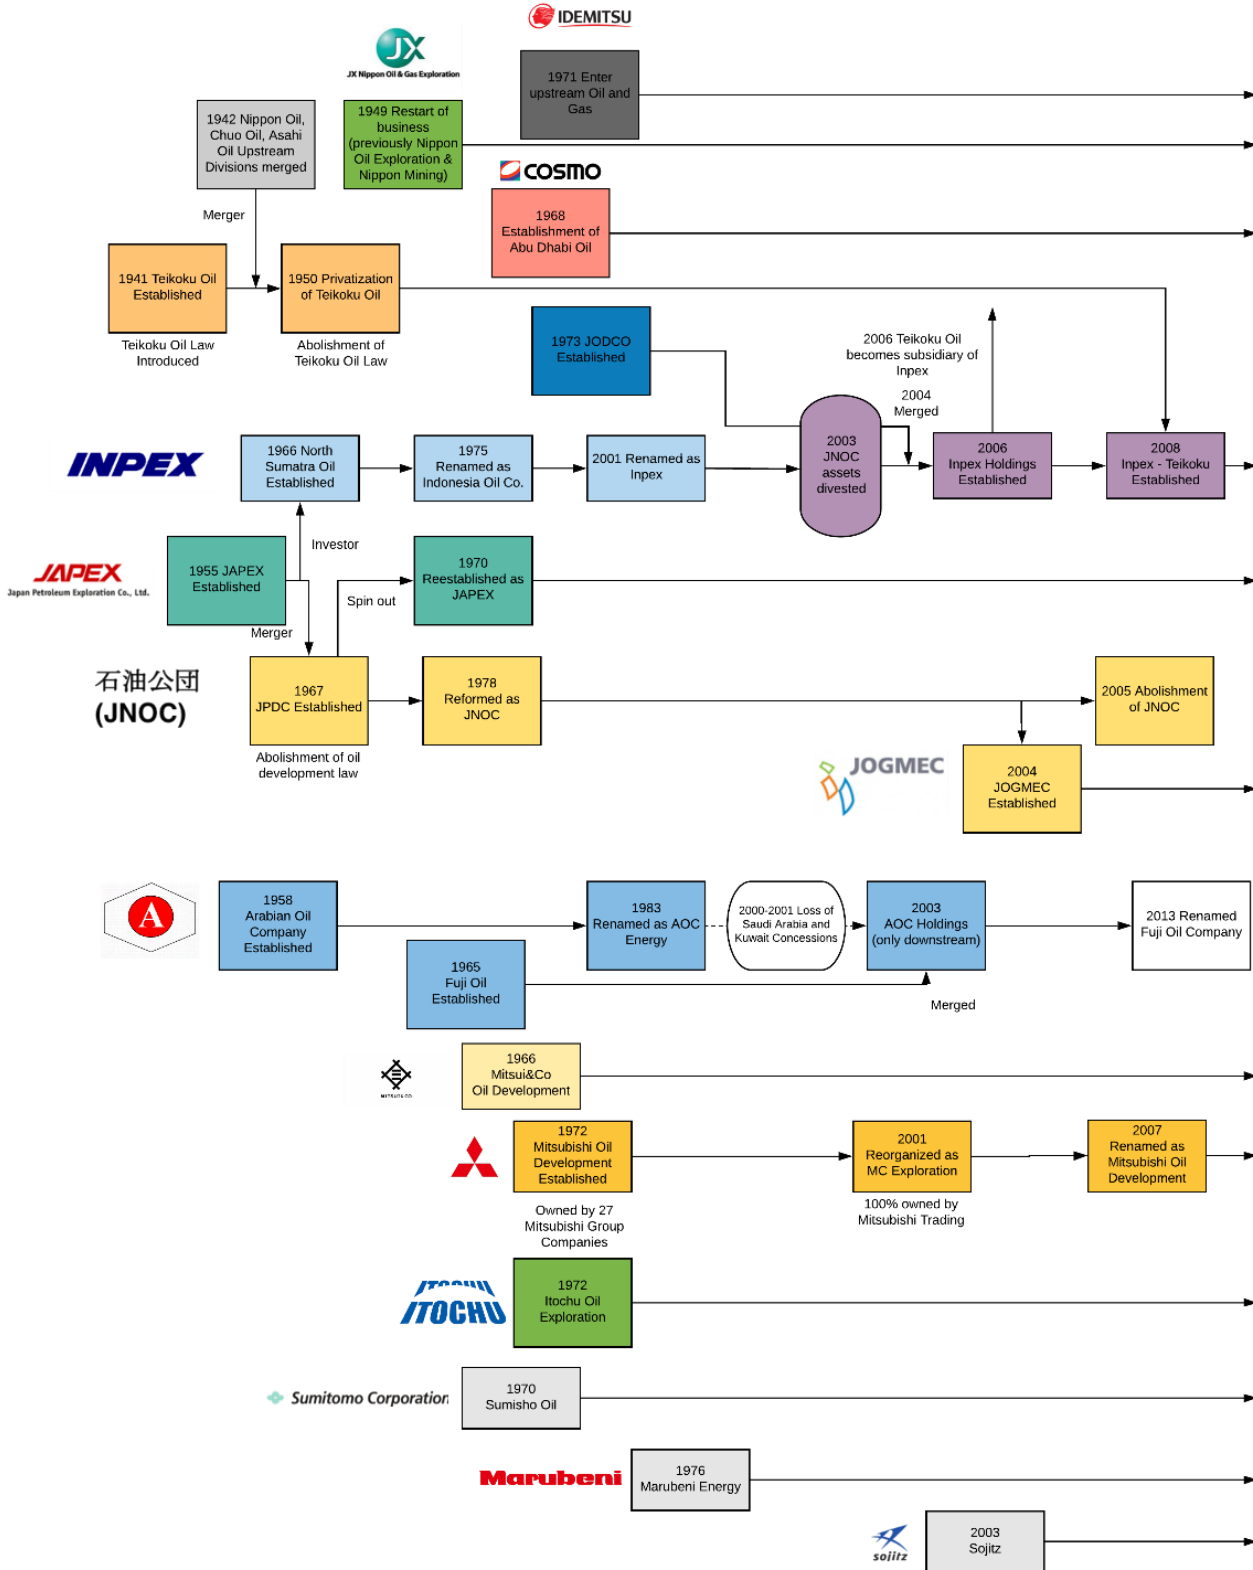 IDEMITSU
JX
JX Nippon Oil & Gas Exploration
1971 Enter
upstream Oil and
Gas
1942 Nippon Oil,
Chuo Oil, Asahi
Oil Upstream
Divisions merged
1949 Restart of
business
(previously Nippon
Oil Exploration &
Nippon Mining)
COSMO
Merger
1968
Establishment of
Abu Dhabi Oil
1941 Teikoku Oil
Established
1950 Privatization
of Teikoku Oil
Teikoku Oil Law
Introduced
Abolishment of
Teikoku Oil Law
1973 JODCO
Established
2006 Teikoku Oil
becomes subsidiary of
Inpex
2004
Merged
INPEX
1966 North
Sumatra Oil
Established
1975
Renamed as
Indonesia Oil Co.
2001 Renamed as
Inpex
2003
JNOC
assets
divested
2006
Inpex Holdings
Established
2008
Inpex - Teikoku
Established
Investor
JAPEX
Japan Petroleum Exploration Co., Ltd.
1955 JAPEX
Established
1970
Reestablished as
JAPEX
Spin out
Merger
石油公団
(JNOC)
1967
JPDC Established
1978
Reformed as
JNOC
2005 Abolishment
of JNOC
Abolishment of oil
development law
JOGMEC
2004
JOGMEC
Established
A
1958
Arabian Oil
Company
Established
1983
Renamed as AOC
Energy
2000-2001 Loss of
Saudi Arabia and
Kuwait Concessions
2003
AOC Holdings
(only downstream)
2013 Renamed
Fuji Oil Company
1965
Fuji Oil
Established
Merged
MITSUI & CO
1966
Mitsui&Co
Oil Development
1972
Mitsubishi Oil
Development
Established
2001
Reorganized as
MC Exploration
2007
Renamed as
Mitsubishi Oil
Development
Owned by 27
Mitsubishi Group
Companies
100% owned by
Mitsubishi Trading
ITOCHU
ITOCHU
1972
Itochu Oil
Exploration
Sumitomo Corporation
1970
Sumisho Oil
Marubeni
1976
Marubeni Energy
sojitz
2003
Sojitz